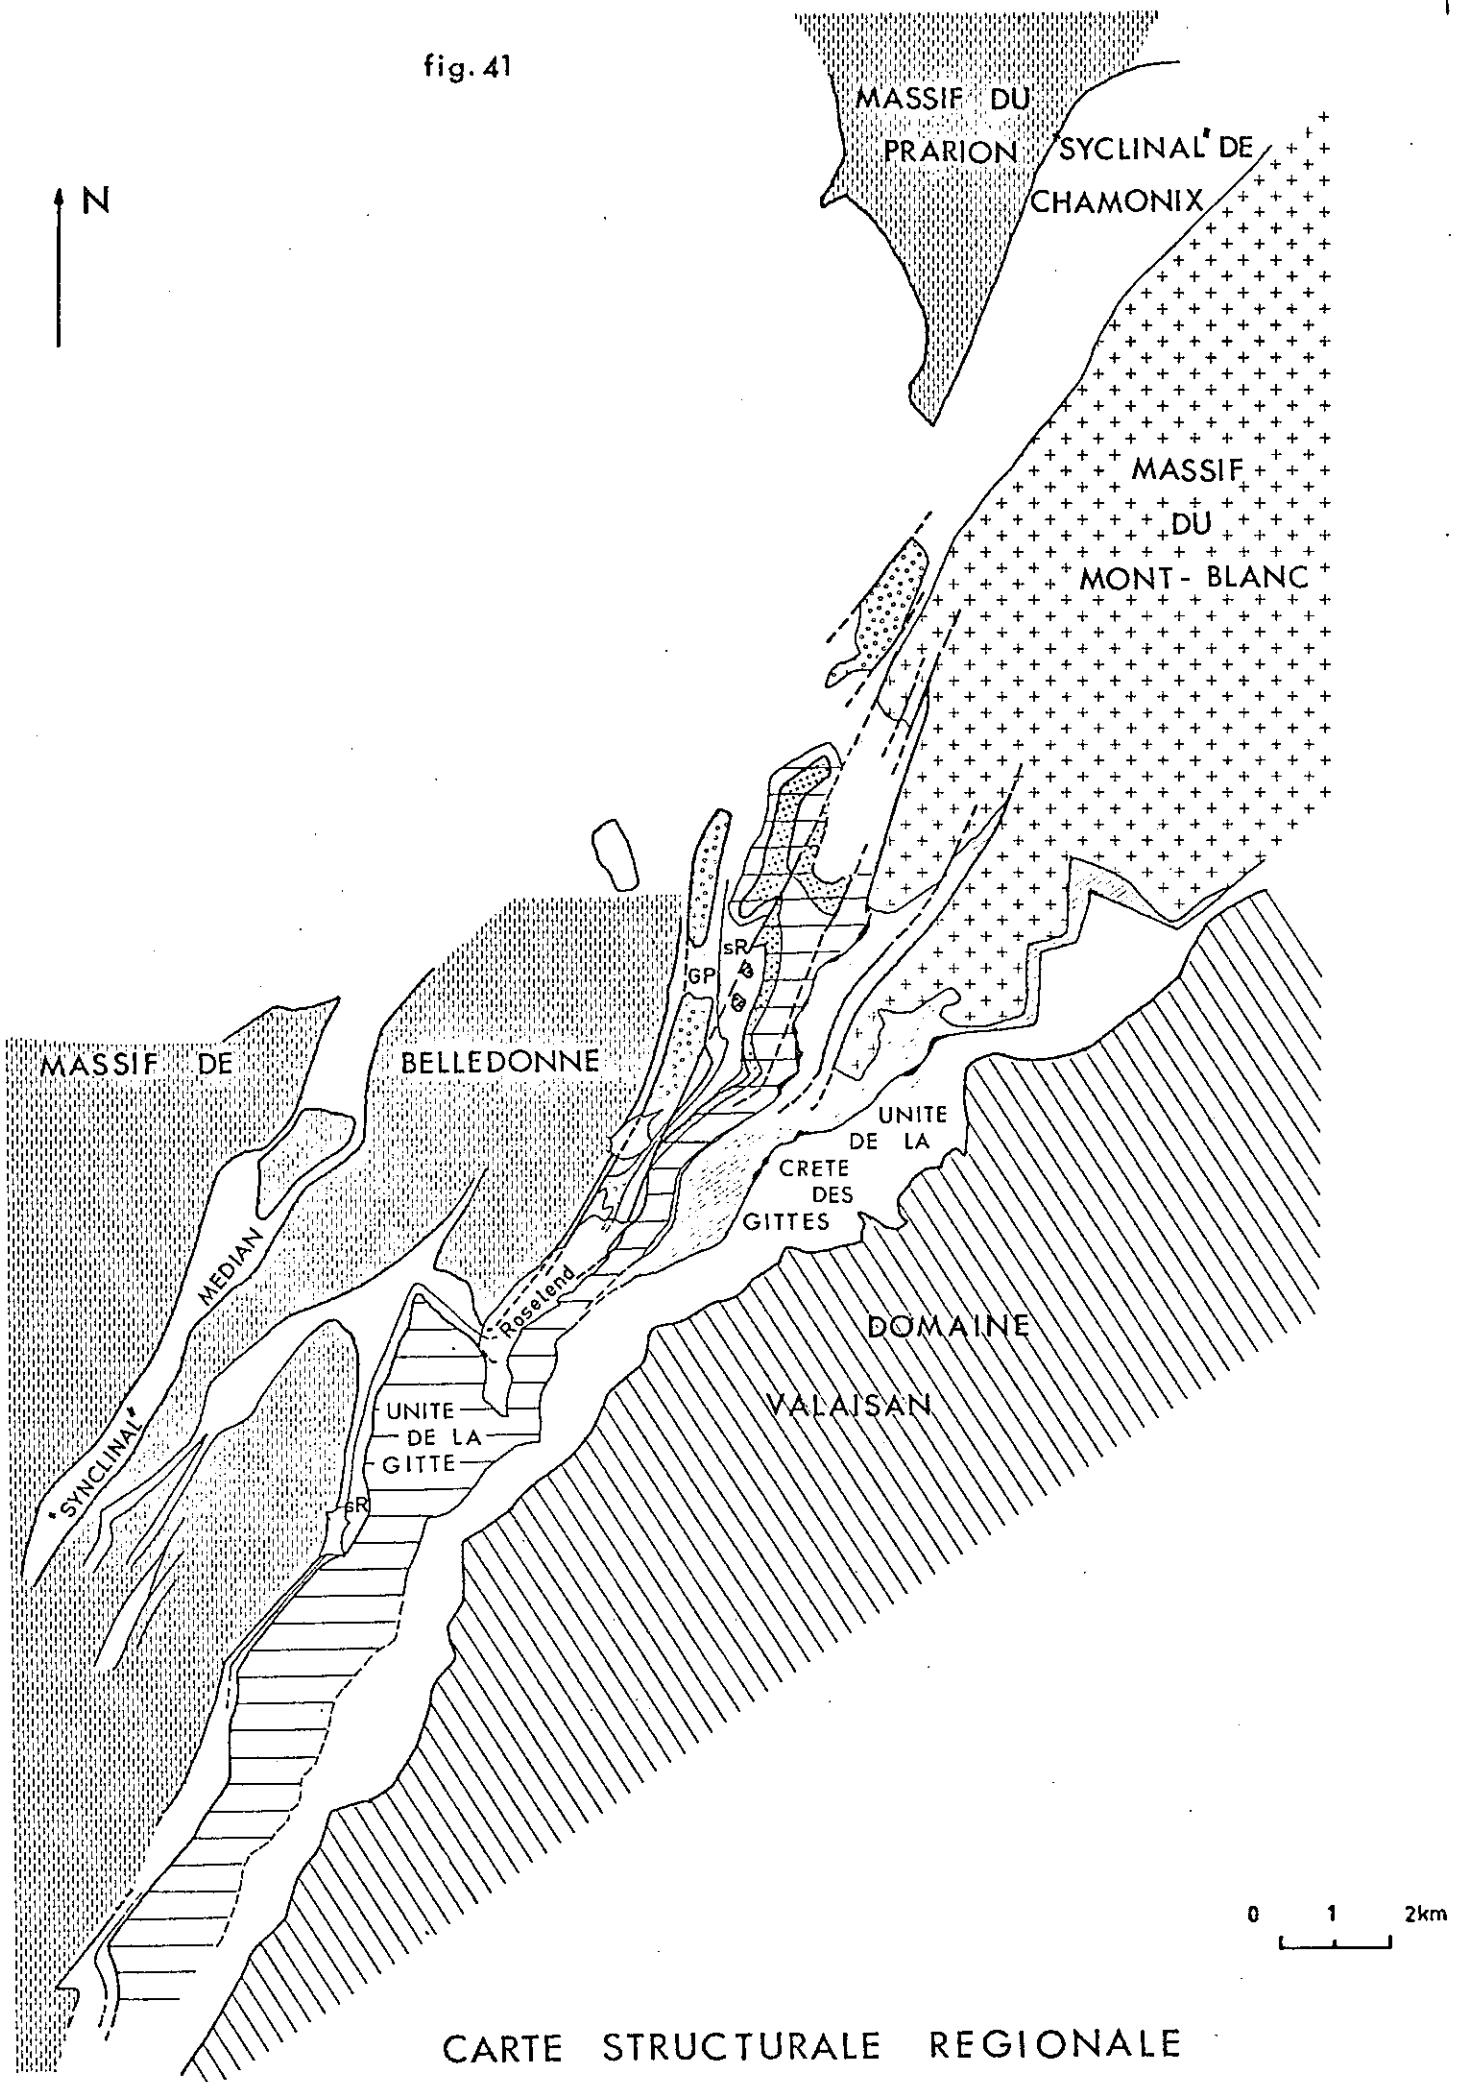 fig. 41
N
MASSIF DU
PRARION
"SYCLINAL" DE
CHAMONIX
MASSIF
DU
MONT - BLANC
sR
GP
MASSIF DE
BELLEDONNE
UNITE
DE LA
CRETE
DES
GITTES
MEDIAN
"SYNCLINAL"
Roselend
DOMAINE
VALAISAN
UNITE
DE LA
GITTE
sR
0 1 2km
CARTE STRUCTURALE REGIONALE